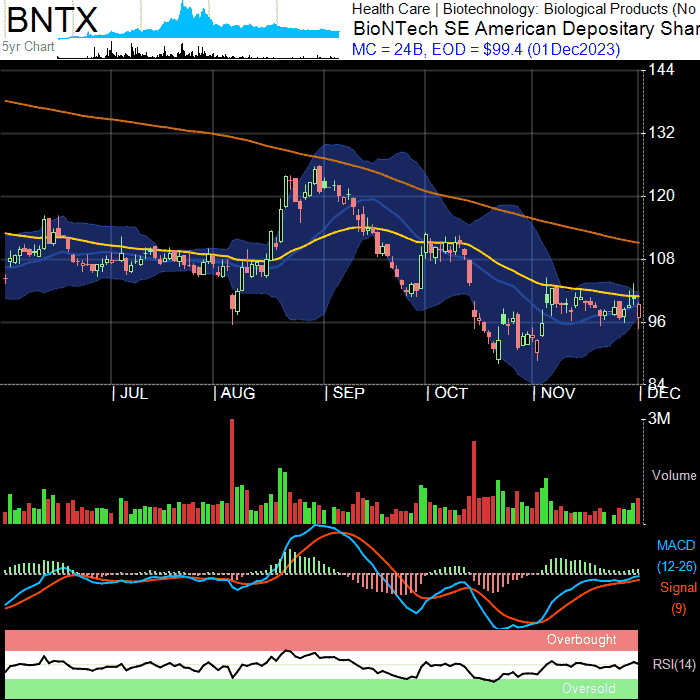 BNTX
5yr Chart
Health Care | Biotechnology: Biological Products (No
BioNTech SE American Depositary Shar
MC = 24B, EOD = $99.4 (01Dec2023)
144
132
120
108
96
84
| JUL
| AUG
| SEP
| OCT
| NOV
| DEC
3M
Volume
MACD
(12-26)
Signal
(9)
Overbought
RSI(14)
Oversold